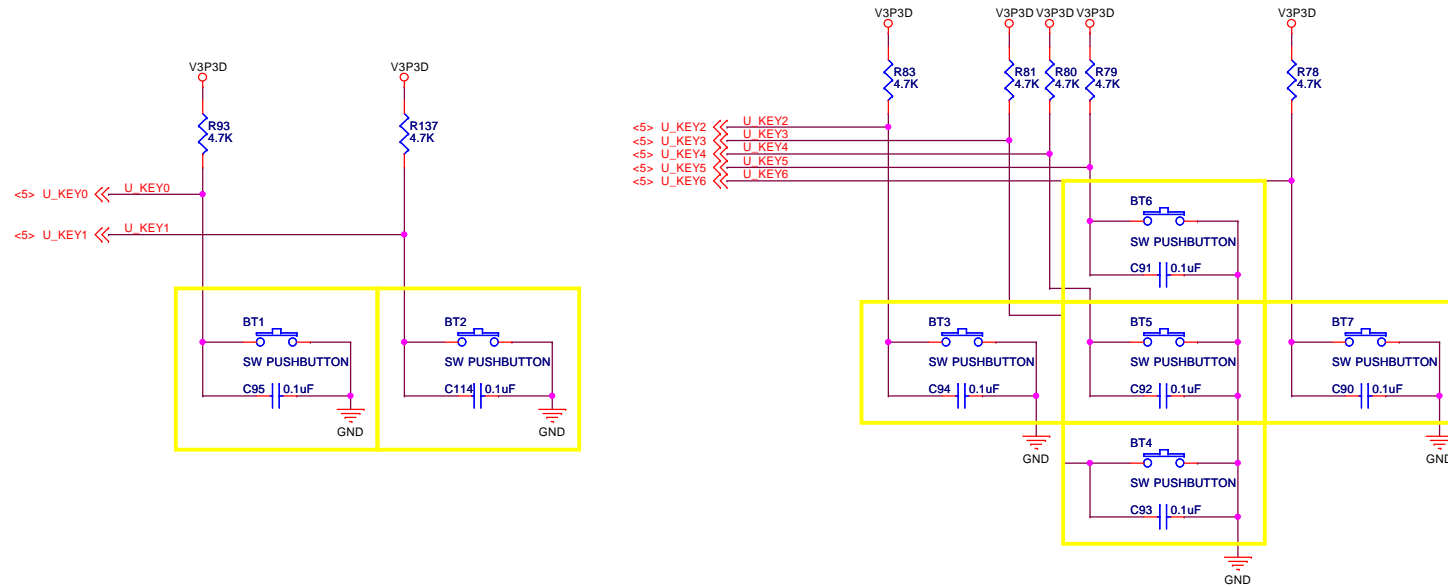 V3P3D V3P3D V3P3D V3P3D V3P3D
R83 4.7K R81 4.7K R80 4.7K R79 4.7K R78 4.7K
V3P3D V3P3D
R93 4.7K R137 4.7K
<5> U_KEY2 U_KEY2
<5> U_KEY3 U_KEY3
<5> U_KEY4 U_KEY4
<5> U_KEY5 U_KEY5
<5> U_KEY6 U_KEY6
<5> U_KEY0 U_KEY0
<5> U_KEY1 U_KEY1
BT6
SW PUSHBUTTON
C91 0.1uF
BT1 BT2 BT3 BT5 BT7
SW PUSHBUTTON SW PUSHBUTTON SW PUSHBUTTON SW PUSHBUTTON SW PUSHBUTTON
C95 0.1uF C114 0.1uF C94 0.1uF C92 0.1uF C90 0.1uF
GND GND
BT4
GND GND
SW PUSHBUTTON
C93 0.1uF
GND